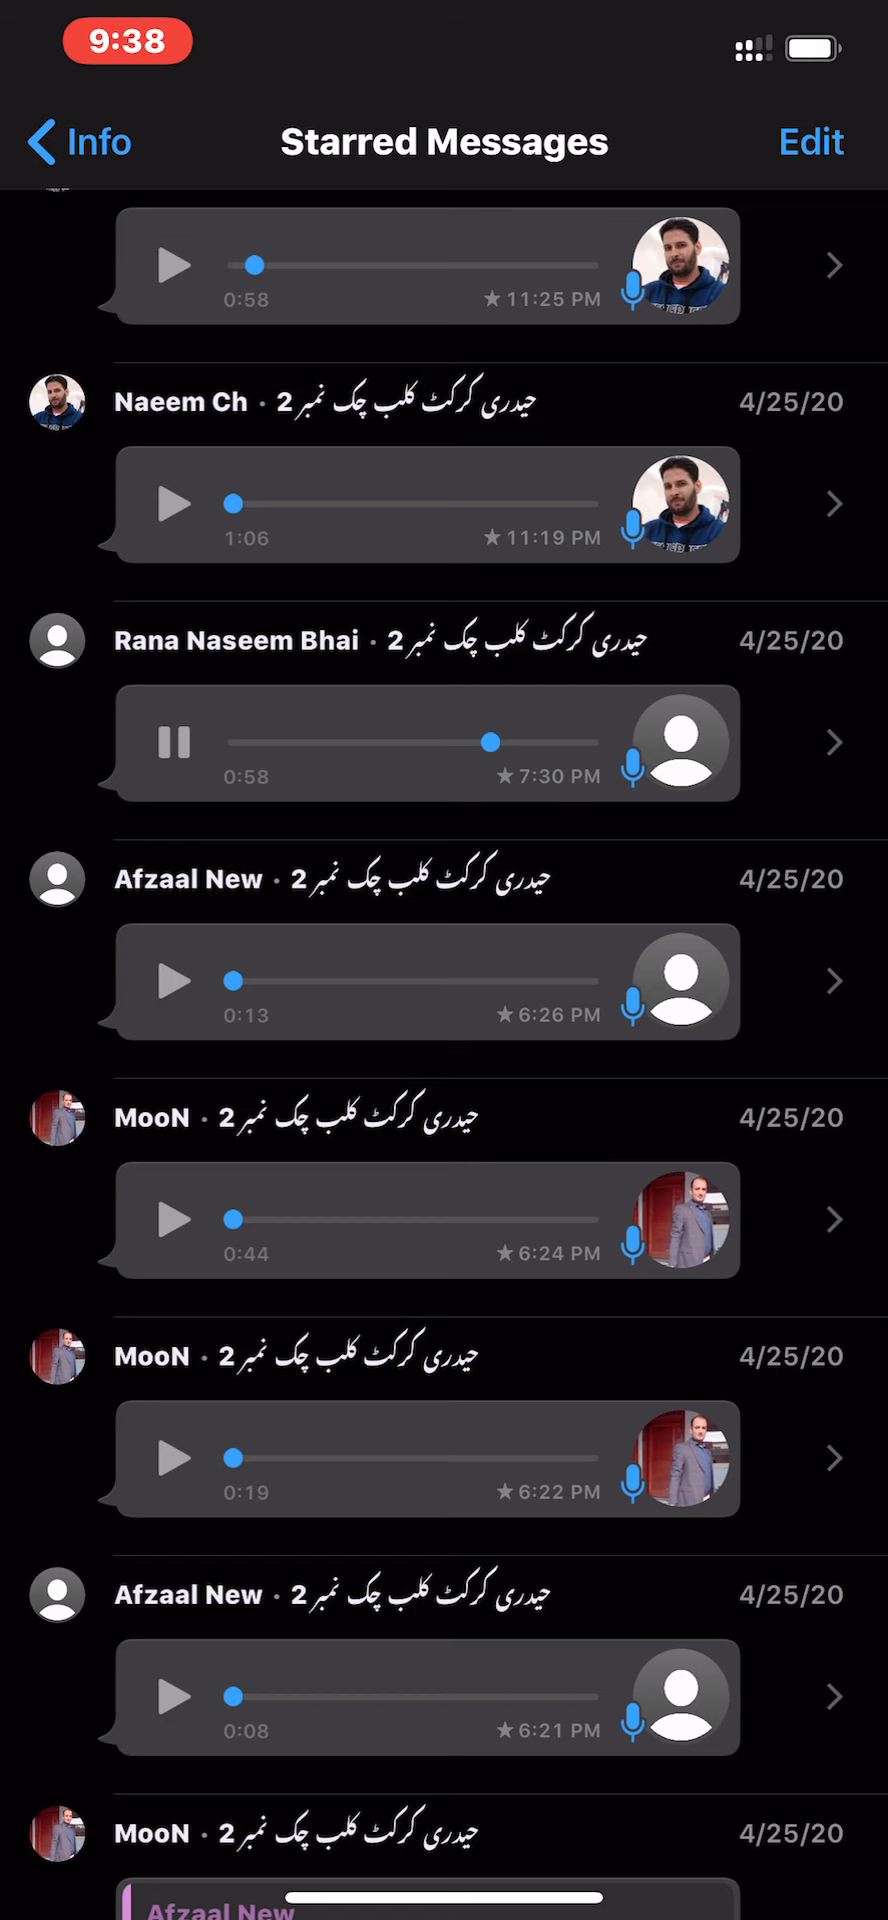 9:38
Info
Starred Messages
Edit
0:58 ★ 11:25 PM
Naeem Ch · حیدری کرکٹ کلب چک نمبر 2 4/25/20
1:06 ★ 11:19 PM
Rana Naseem Bhai · حیدری کرکٹ کلب چک نمبر 2 4/25/20
0:58 ★ 7:30 PM
Afzaal New · حیدری کرکٹ کلب چک نمبر 2 4/25/20
0:13 ★ 6:26 PM
MooN · حیدری کرکٹ کلب چک نمبر 2 4/25/20
0:44 ★ 6:24 PM
MooN · حیدری کرکٹ کلب چک نمبر 2 4/25/20
0:19 ★ 6:22 PM
Afzaal New · حیدری کرکٹ کلب چک نمبر 2 4/25/20
0:08 ★ 6:21 PM
MooN · حیدری کرکٹ کلب چک نمبر 2 4/25/20
Afzaal New